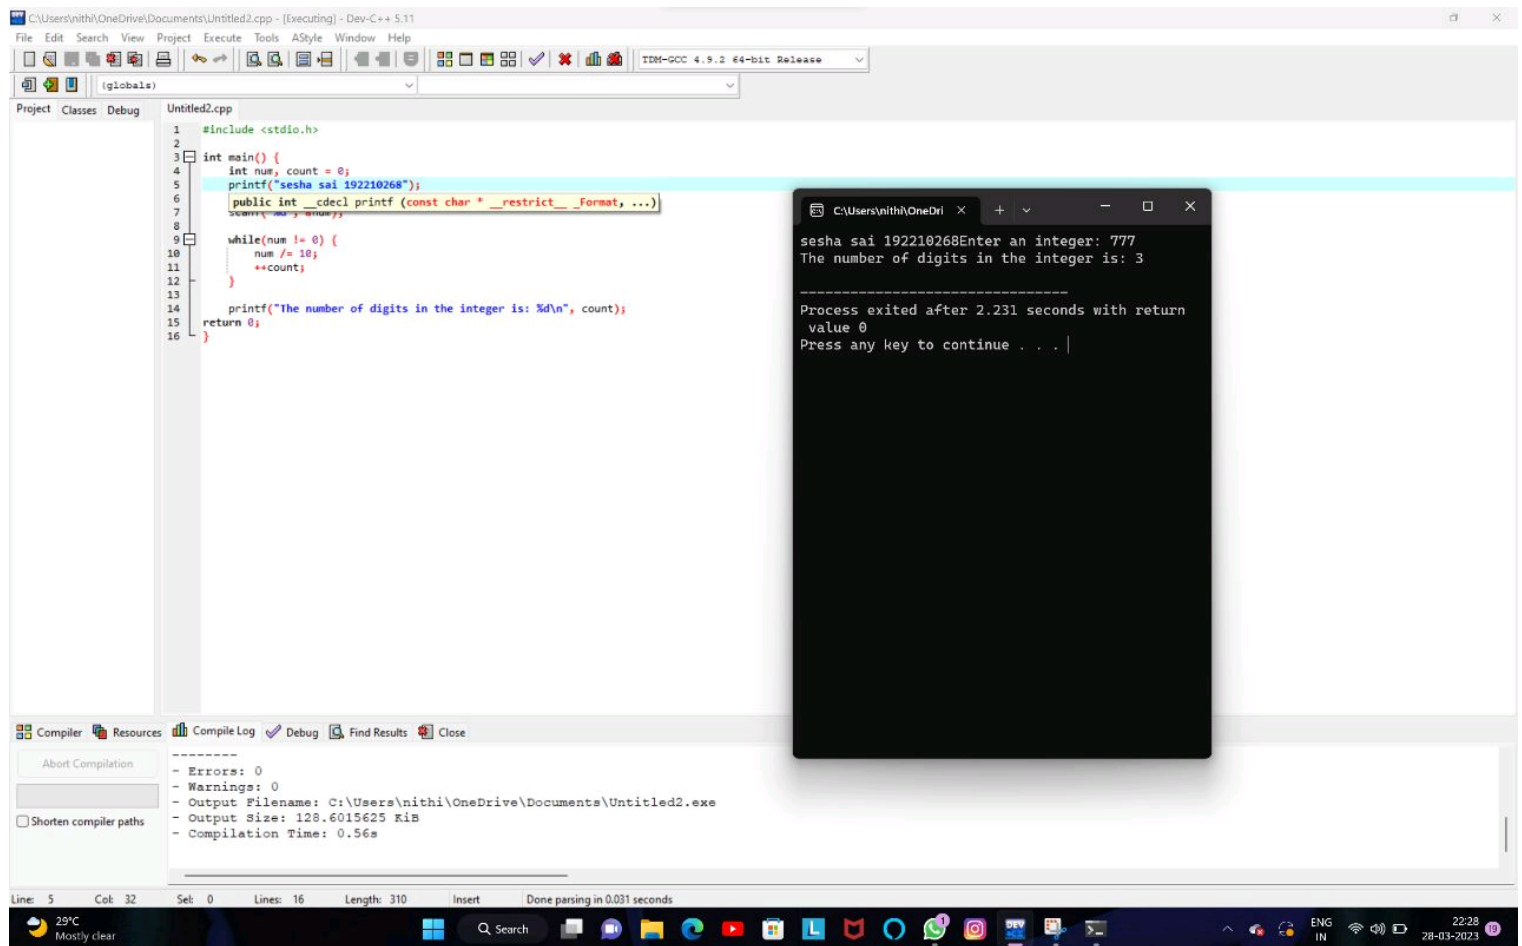 C:\Users\nithi\OneDrive\Documents\Untitled2.cpp - [Executing] - Dev-C++ 5.11
File Edit Search View Project Execute Tools AStyle Window Help
TDM-GCC 4.9.2 64-bit Release
(globals)
Project Classes Debug Untitled2.cpp
1 #include <stdio.h>
2
3 int main() {
4 int num, count = 0;
5 printf("sesha sai 192210268");
6 public int __cdecl printf (const char * __restrict__ _Format, ...)
7
8
9 while(num != 0) {
10 num /= 10;
11 ++count;
12 }
13
14 printf("The number of digits in the integer is: %d\n", count);
15 return 0;
16 }
C:\Users\nithi\OneDri
sesha sai 192210268Enter an integer: 777
The number of digits in the integer is: 3
--------------------------------
Process exited after 2.231 seconds with return
value 0
Press any key to continue . . .
Compiler Resources Compile Log Debug Find Results Close
Abort Compilation
Shorten compiler paths
--------
- Errors: 0
- Warnings: 0
- Output Filename: C:\Users\nithi\OneDrive\Documents\Untitled2.exe
- Output Size: 128.6015625 KiB
- Compilation Time: 0.56s
Line: 5 Col: 32 Sel: 0 Lines: 16 Length: 310 Insert Done parsing in 0.031 seconds
29°C
Mostly clear
Search
DEV
1
ENG
IN
22:28
28-03-2023
19